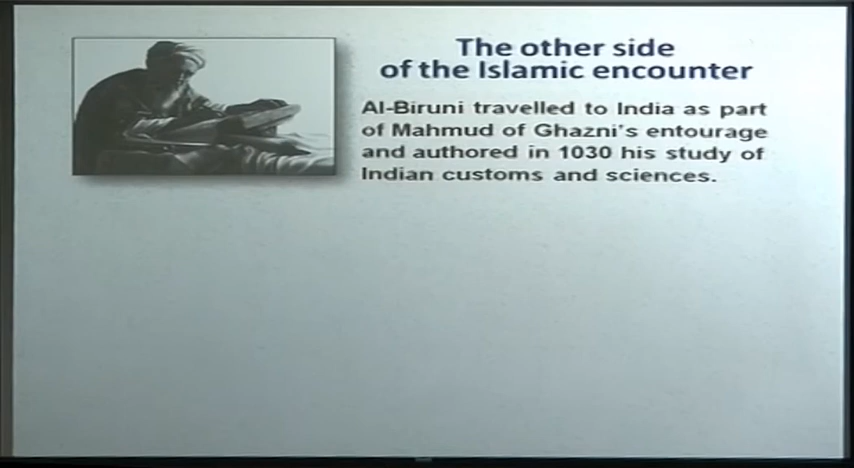 The other side
of the Islamic encounter
Al-Biruni travelled to India as part
of Mahmud of Ghazni's entourage
and authored in 1030 his study of
Indian customs and sciences.